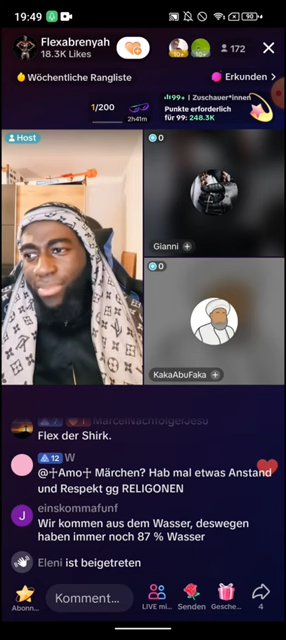 19:49
90
Flexabrenyah
18.3K Likes
10+
10+
172
Wöchentliche Rangliste
Erkunden >
1/200
2h41m
99+ | Zuschauer*innen
Punkte erforderlich
für 99: 248.3K
Host
0
Gianni +
0
KakaAbuFaka +
MarcelNachfolgerJesu
Flex der Shirk.
12 W
@☩Amo☩ Märchen? Hab mal etwas Anstand
und Respekt gg RELIGONEN
einskommafunf
J
Wir kommen aus dem Wasser, deswegen
haben immer noch 87 % Wasser
Eleni ist beigetreten
Komment...
Abonn...
LIVE mi...
Senden
Gesche...
4